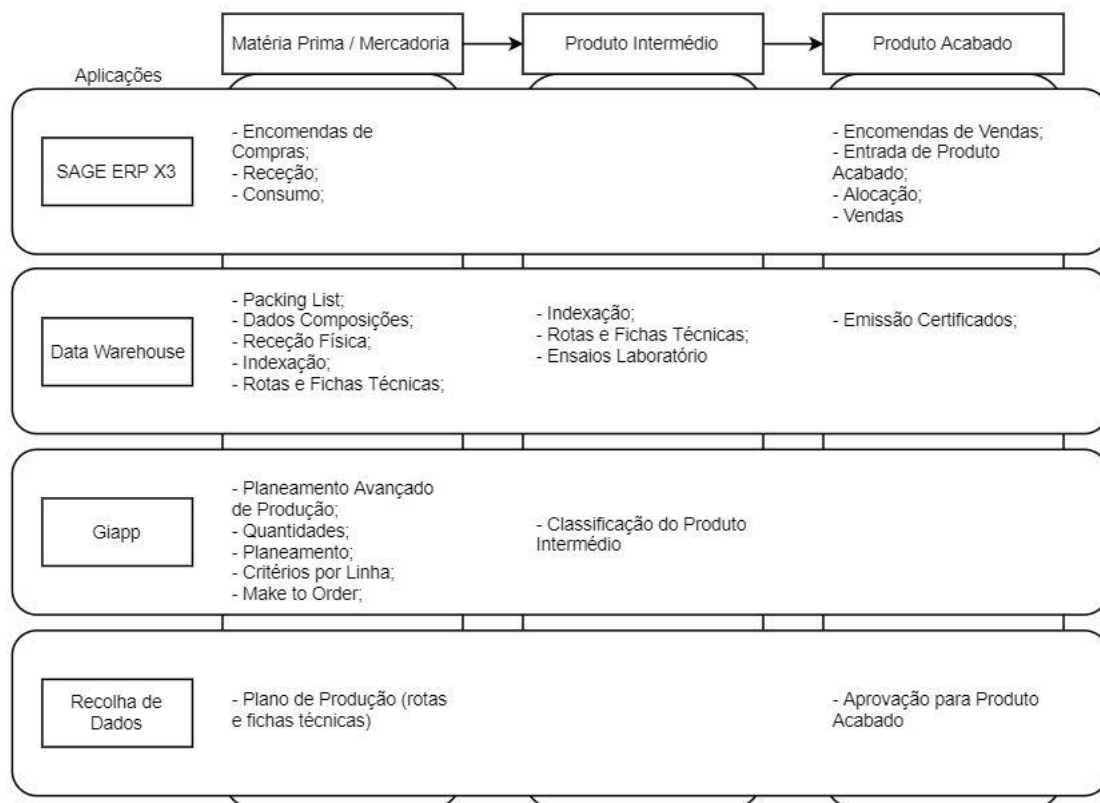 Matéria Prima / Mercadoria
Produto Intermédio
Produto Acabado
Aplicações
SAGE ERP X3
- Encomendas de
Compras;
- Receção;
- Consumo;
- Encomendas de Vendas;
- Entrada de Produto
Acabado;
- Alocação;
- Vendas
Data Warehouse
- Packing List;
- Dados Composições;
- Receção Física;
- Indexação;
- Rotas e Fichas Técnicas;
- Indexação;
- Rotas e Fichas Técnicas;
- Ensaios Laboratório
- Emissão Certificados;
Giapp
- Planeamento Avançado
de Produção;
- Quantidades;
- Planeamento;
- Critérios por Linha;
- Make to Order;
- Classificação do Produto
Intermédio
Recolha de
Dados
- Plano de Produção (rotas
e fichas técnicas)
- Aprovação para Produto
Acabado